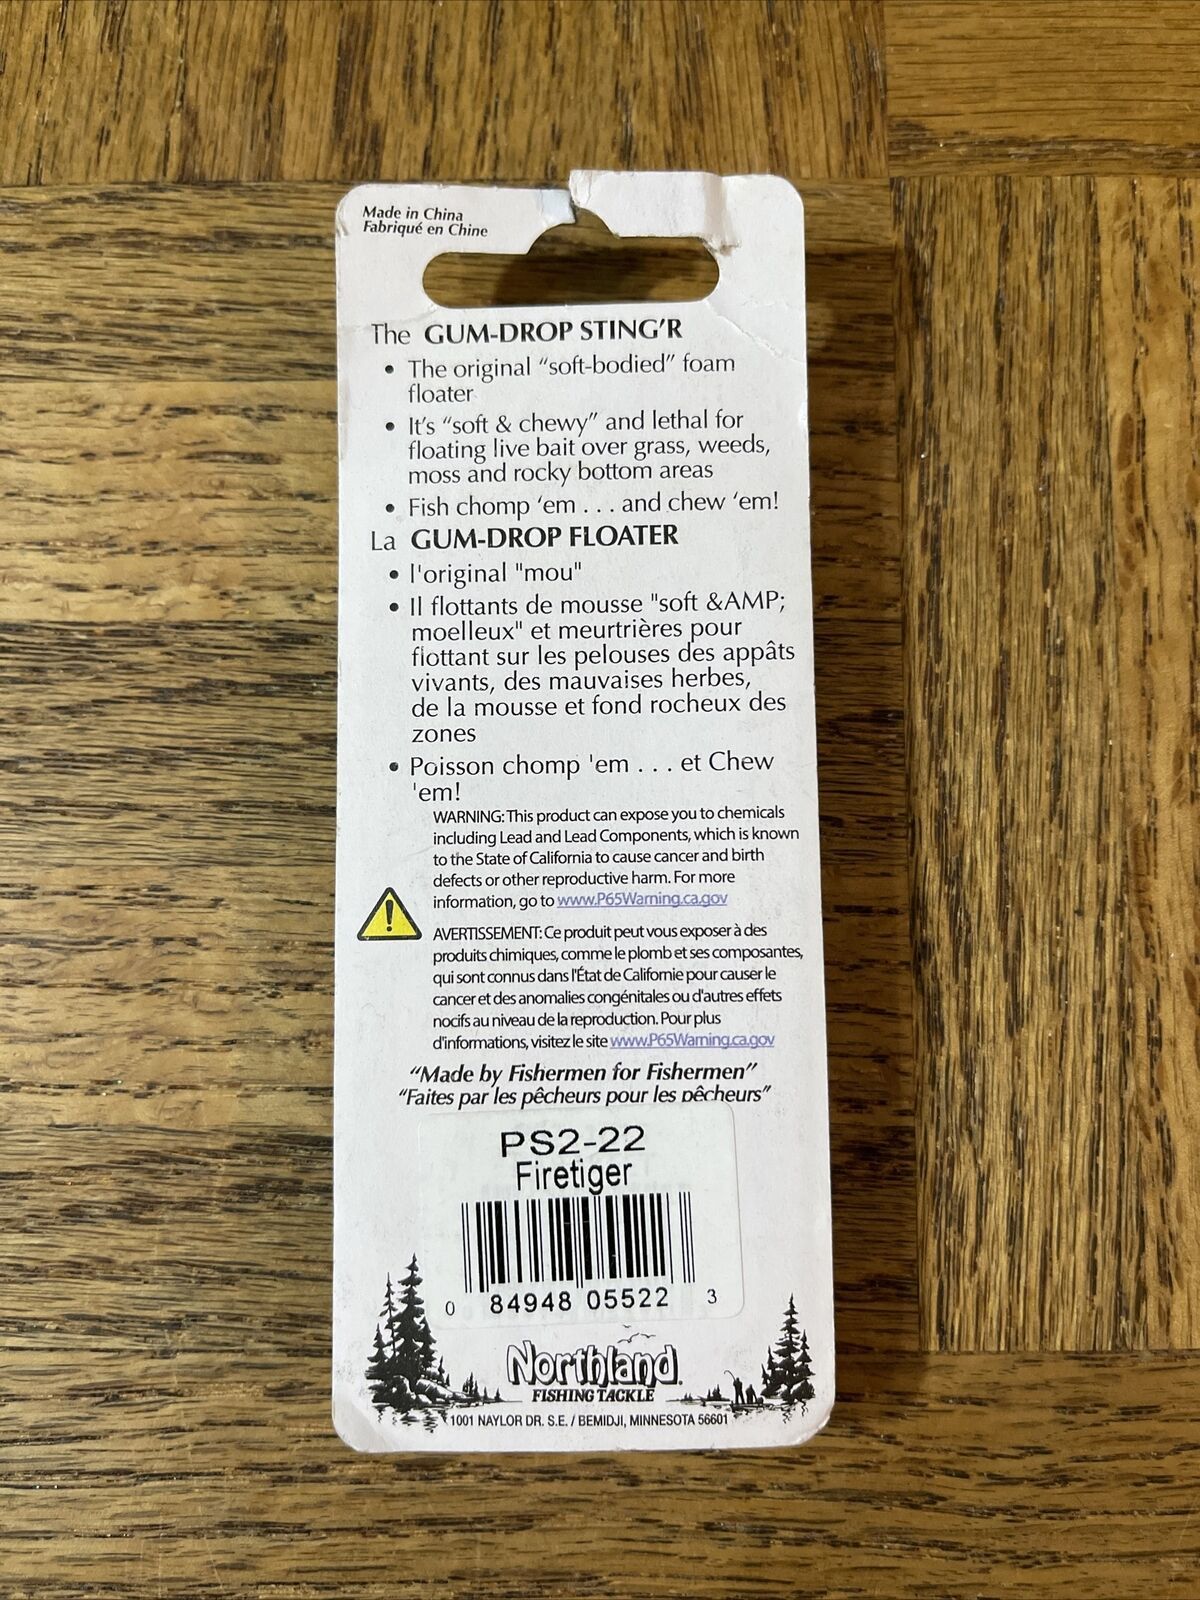 Made in China
Fabriqué en Chine
The GUM-DROP STING'R
• The original "soft-bodied" foam
floater
• It's "soft & chewy" and lethal for
floating live bait over grass, weeds,
moss and rocky bottom areas
• Fish chomp 'em . . . and chew 'em!
La GUM-DROP FLOATER
• l'original "mou"
• Il flottants de mousse "soft &AMP;
moelleux" et meurtrières pour
flottant sur les pelouses des appâts
vivants, des mauvaises herbes,
de la mousse et fond rocheux des
zones
• Poisson chomp 'em . . . et Chew
'em!
WARNING: This product can expose you to chemicals
including Lead and Lead Components, which is known
to the State of California to cause cancer and birth
defects or other reproductive harm. For more
information, go to www.P65Warning.ca.gov
AVERTISSEMENT: Ce produit peut vous exposer à des
produits chimiques, comme le plomb et ses composantes,
qui sont connus dans l'État de Californie pour causer le
cancer et des anomalies congénitales ou d'autres effets
nocifs au niveau de la reproduction. Pour plus
d'informations, visitez le site www.P65Warning.ca.gov
"Made by Fishermen for Fishermen"
"Faites par les pêcheurs pour les pêcheurs"
PS2-22
Firetiger
0 84948 05522 3
Northland
FISHING TACKLE
1001 NAYLOR DR. S.E. / BEMIDJI, MINNESOTA 56601